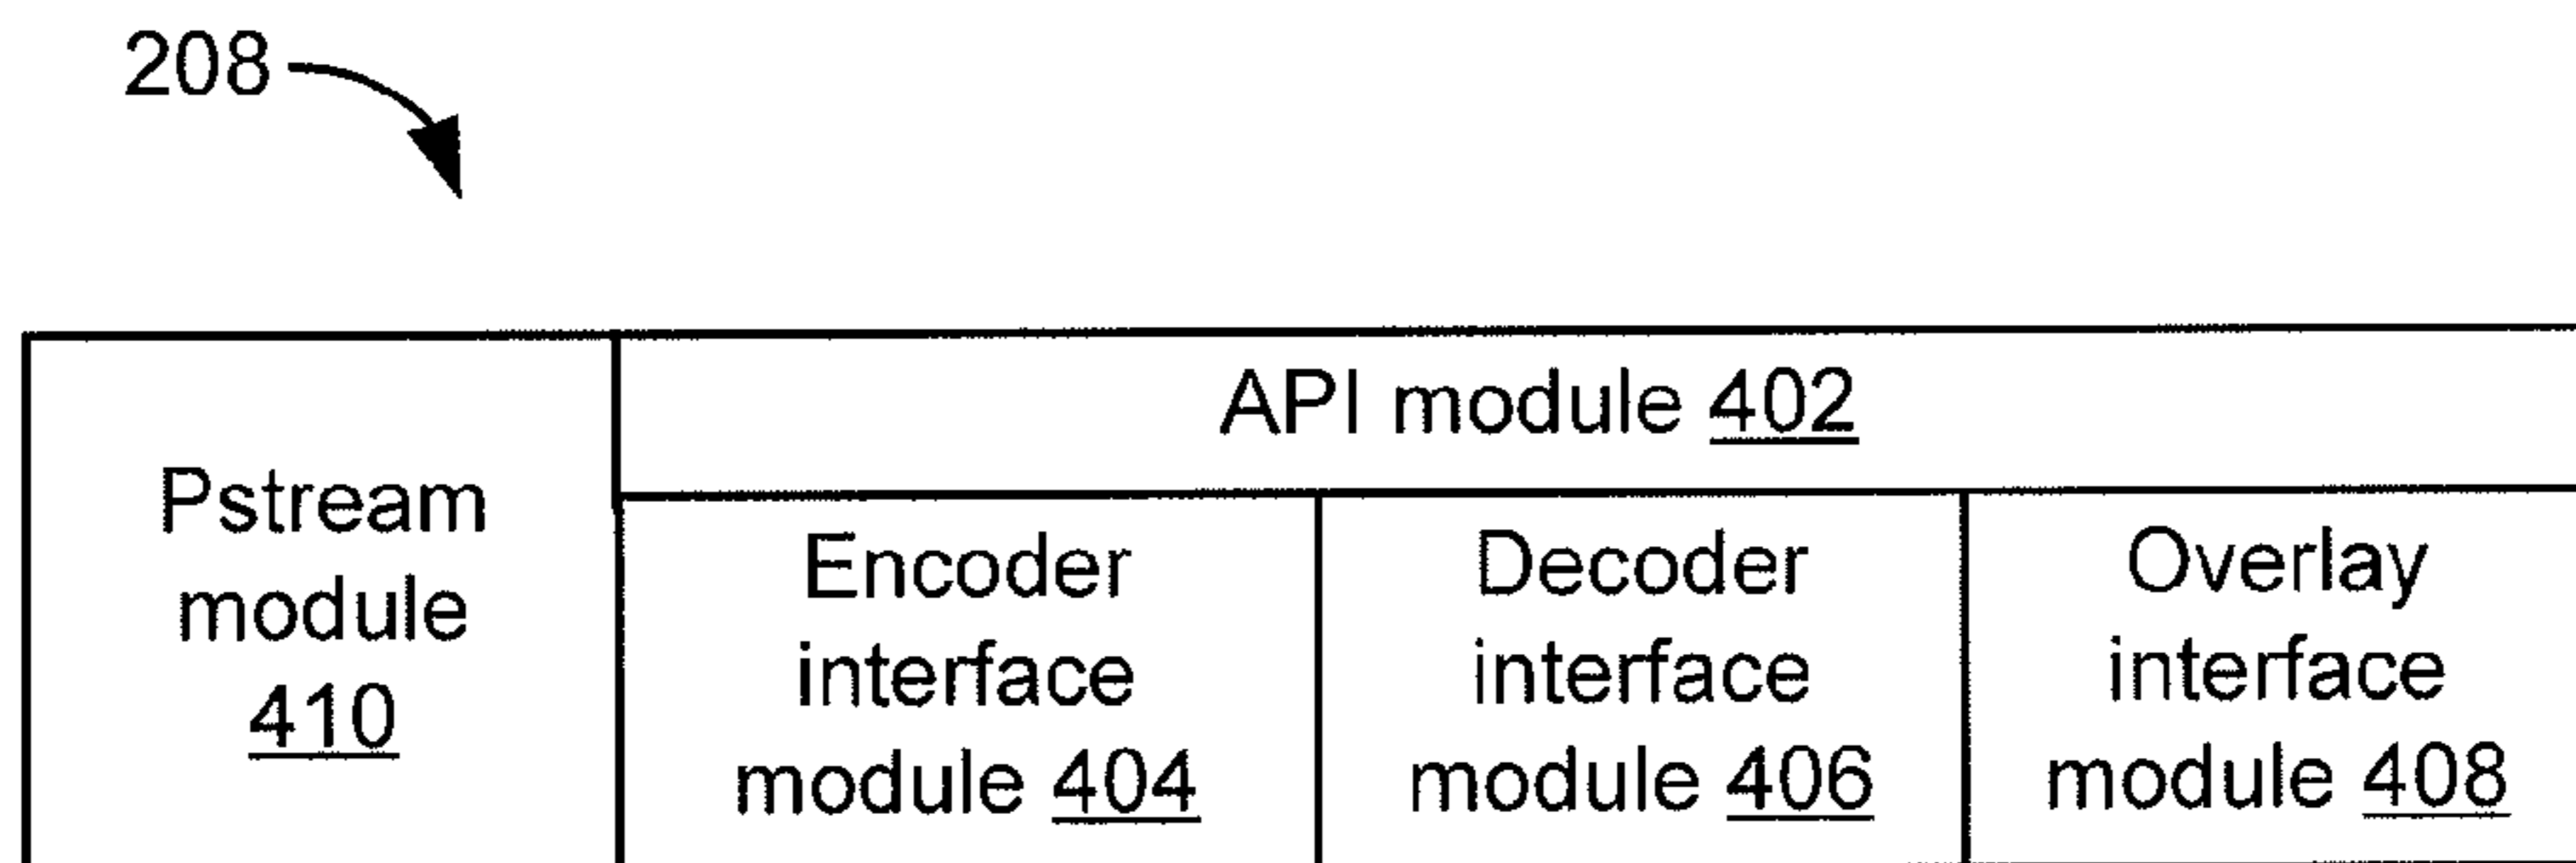 208
API module 402
Pstream
module
410
Encoder
interface
module 404
Decoder
interface
module 406
Overlay
interface
module 408